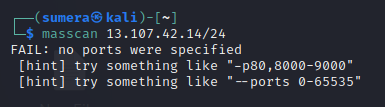 (sumera㉿kali)-[~]
$ masscan 13.107.42.14/24
FAIL: no ports were specified
[hint] try something like "-p80,8000-9000"
[hint] try something like "--ports 0-65535"